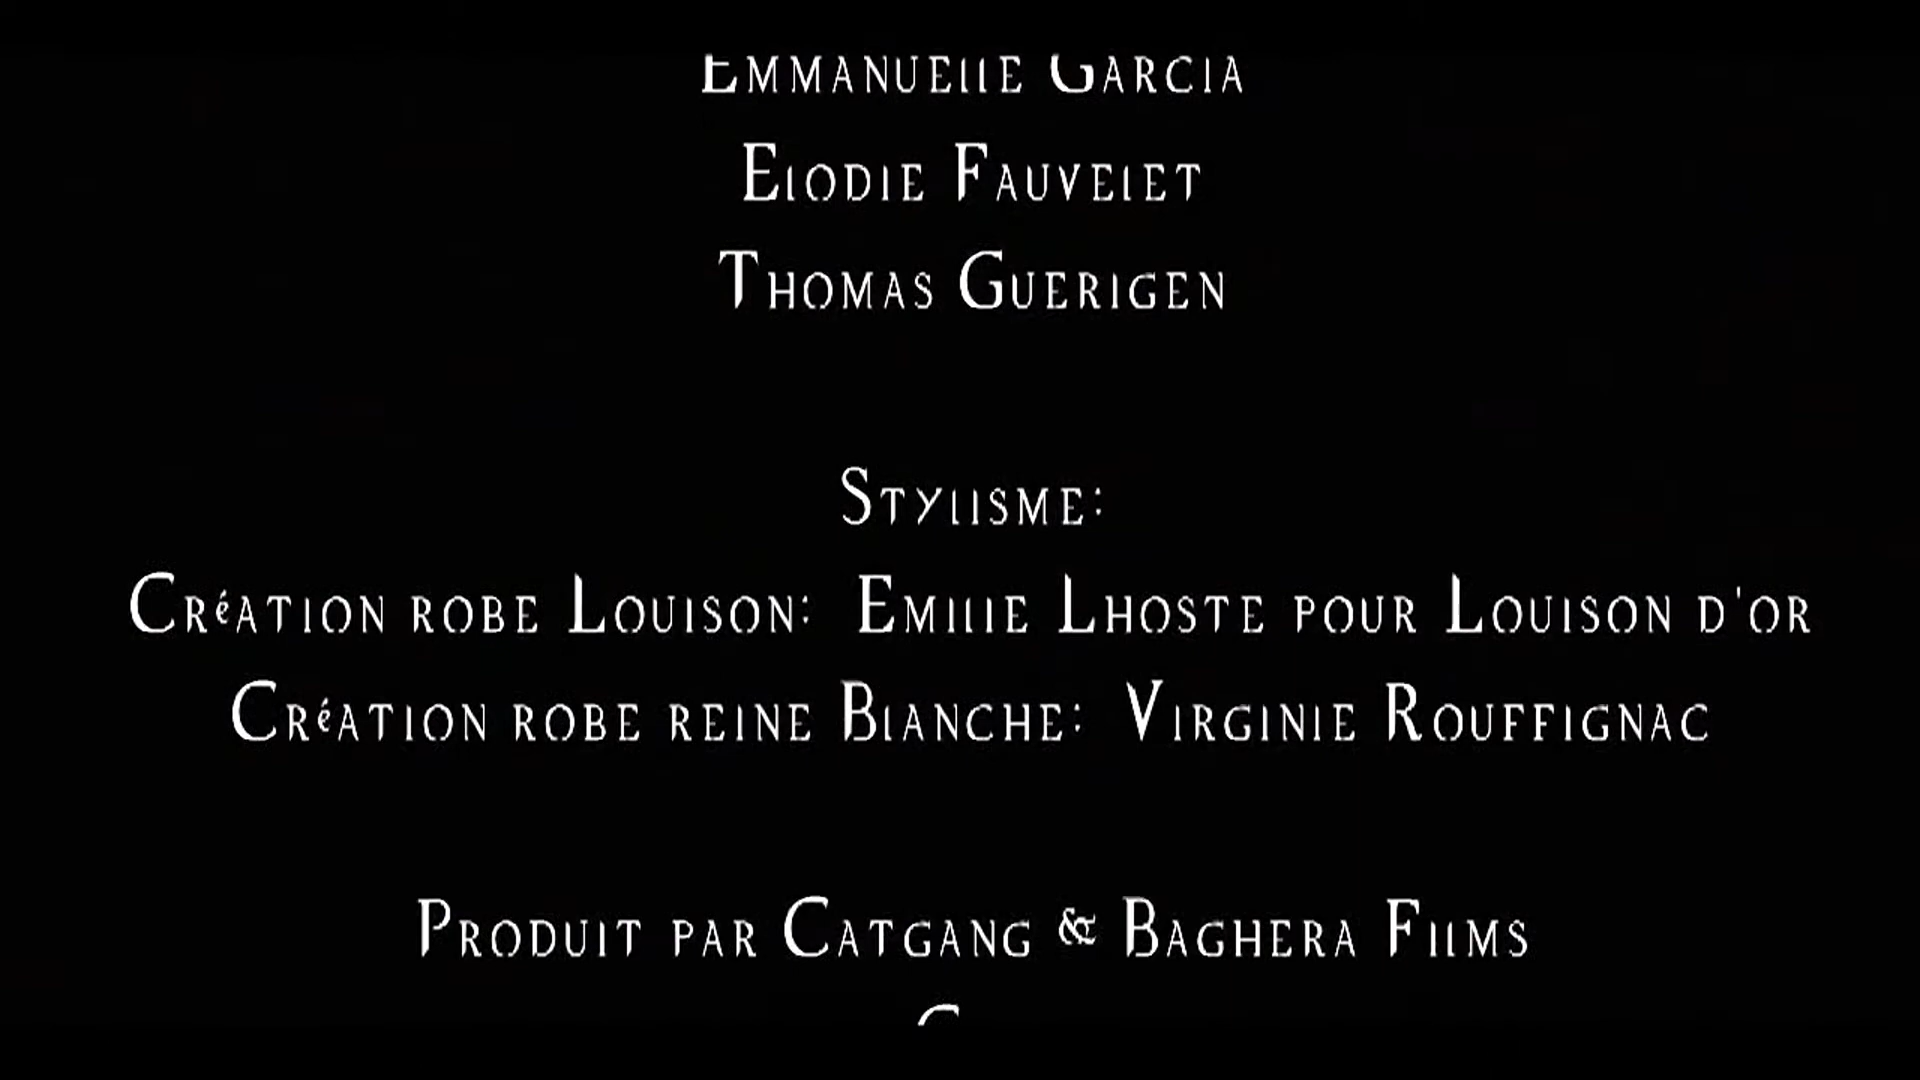 Emmanuelle Garcia
Elodie Fauvelet
Thomas Guerigen
Stylisme:
Création robe Louison: Emilie Lhoste pour Louison d'or
Création robe reine Blanche: Virginie Rouffignac
Produit par Catgang & Baghera Films